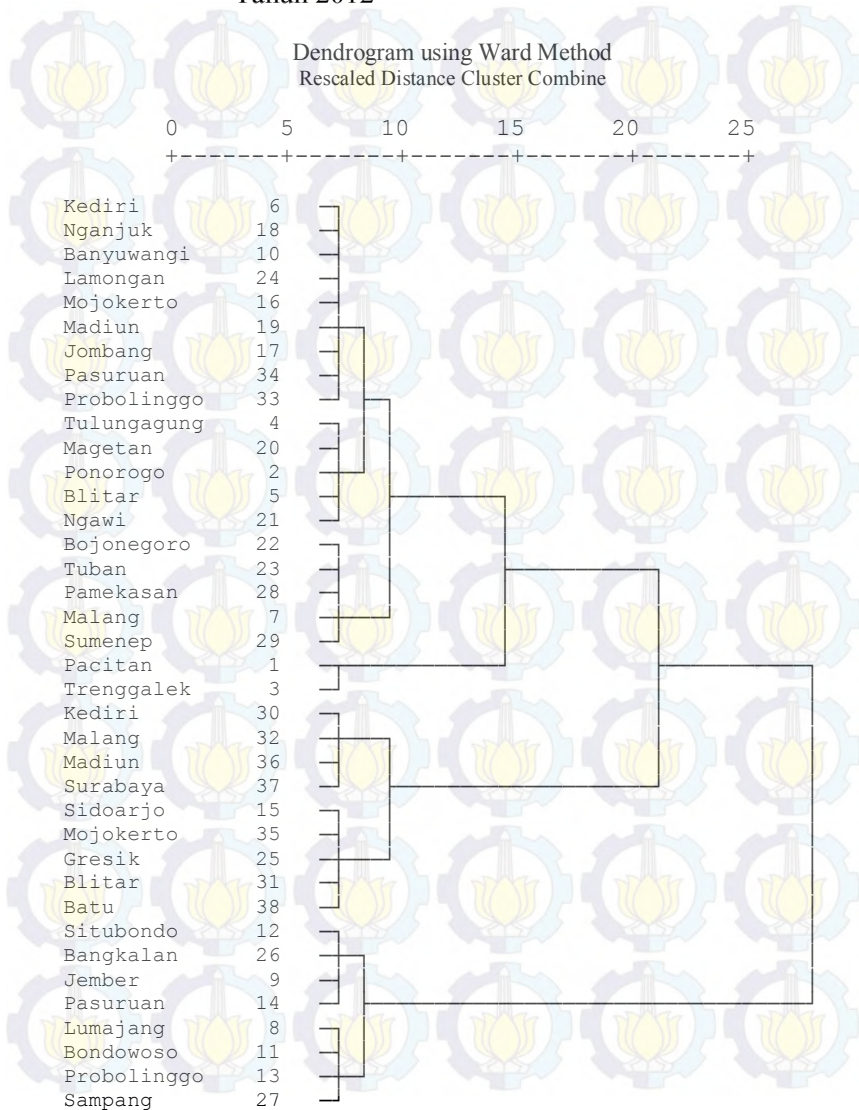 Tahun 2012
Dendrogram using Ward Method
Rescaled Distance Cluster Combine
0 5 10 15 20 25
+---------+---------+---------+---------+---------+
Kediri 6
Nganjuk 18
Banyuwangi 10
Lamongan 24
Mojokerto 16
Madiun 19
Jombang 17
Pasuruan 34
Probolinggo 33
Tulungagung 4
Magetan 20
Ponorogo 2
Blitar 5
Ngawi 21
Bojonegoro 22
Tuban 23
Pamekasan 28
Malang 7
Sumenep 29
Pacitan 1
Trenggalek 3
Kediri 30
Malang 32
Madiun 36
Surabaya 37
Sidoarjo 15
Mojokerto 35
Gresik 25
Blitar 31
Batu 38
Situbondo 12
Bangkalan 26
Jember 9
Pasuruan 14
Lumajang 8
Bondowoso 11
Probolinggo 13
Sampang 27